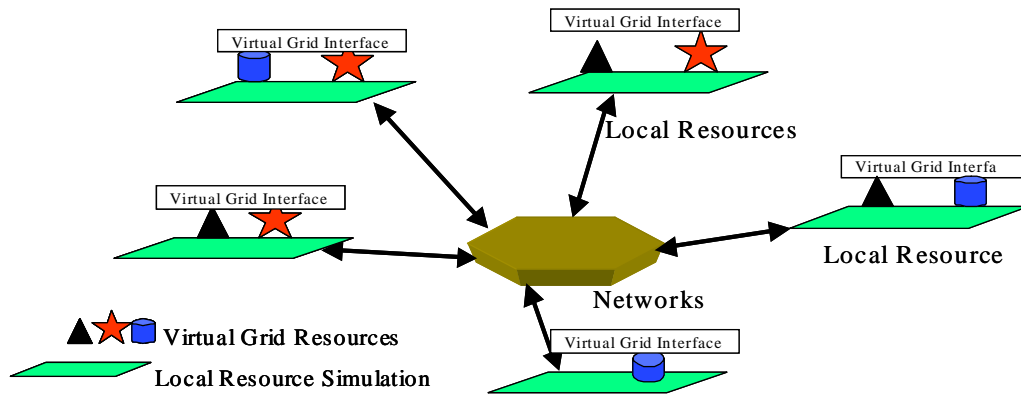 Virtual Grid Interface
Virtual Grid Interface
Local Resources
Virtual Grid Interfa
Virtual Grid Interface
Local Resource
Networks
Virtual Grid Resources
Virtual Grid Interface
Local Resource Simulation